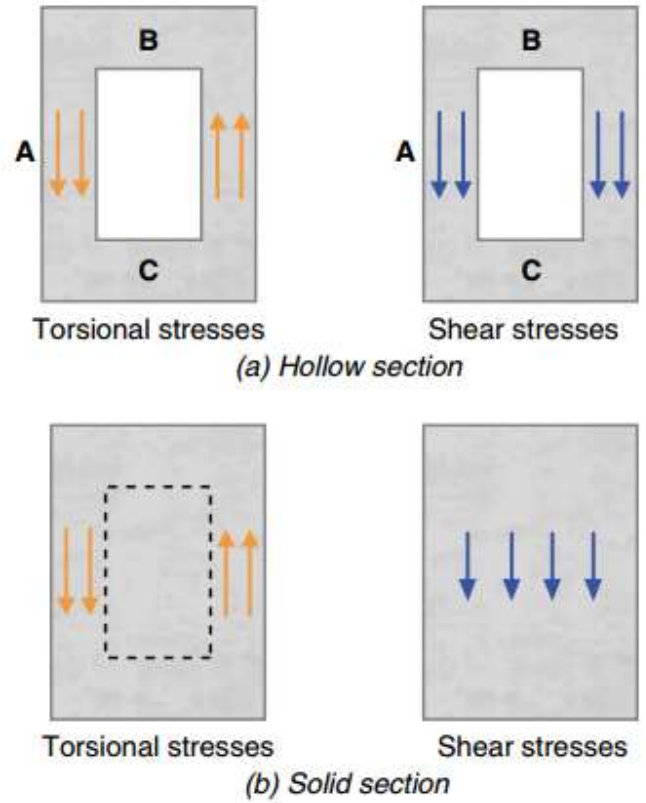 B B
A A
C C
Torsional stresses Shear stresses
(a) Hollow section
Torsional stresses Shear stresses
(b) Solid section